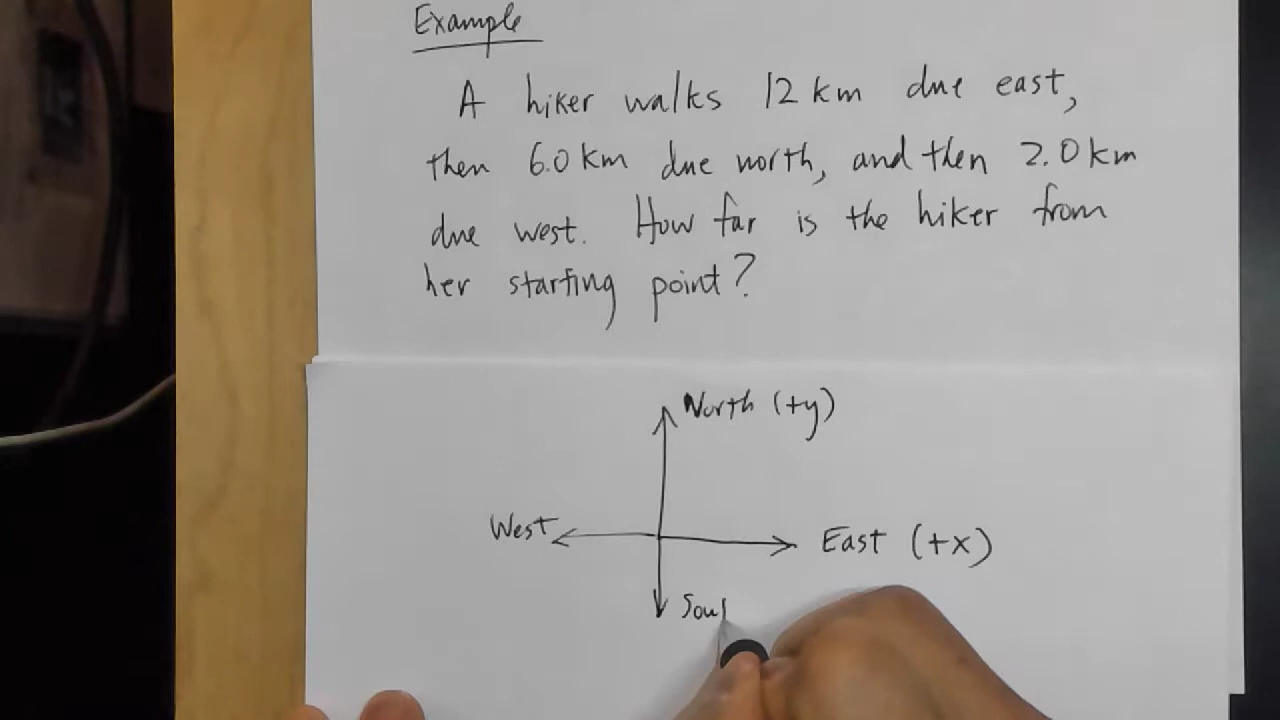 Example
A hiker walks 12 km due east,
then 6.0 km due north, and then 2.0 km
due west. How far is the hiker from
her starting point?
North (+y)
West
East (+x)
Sout